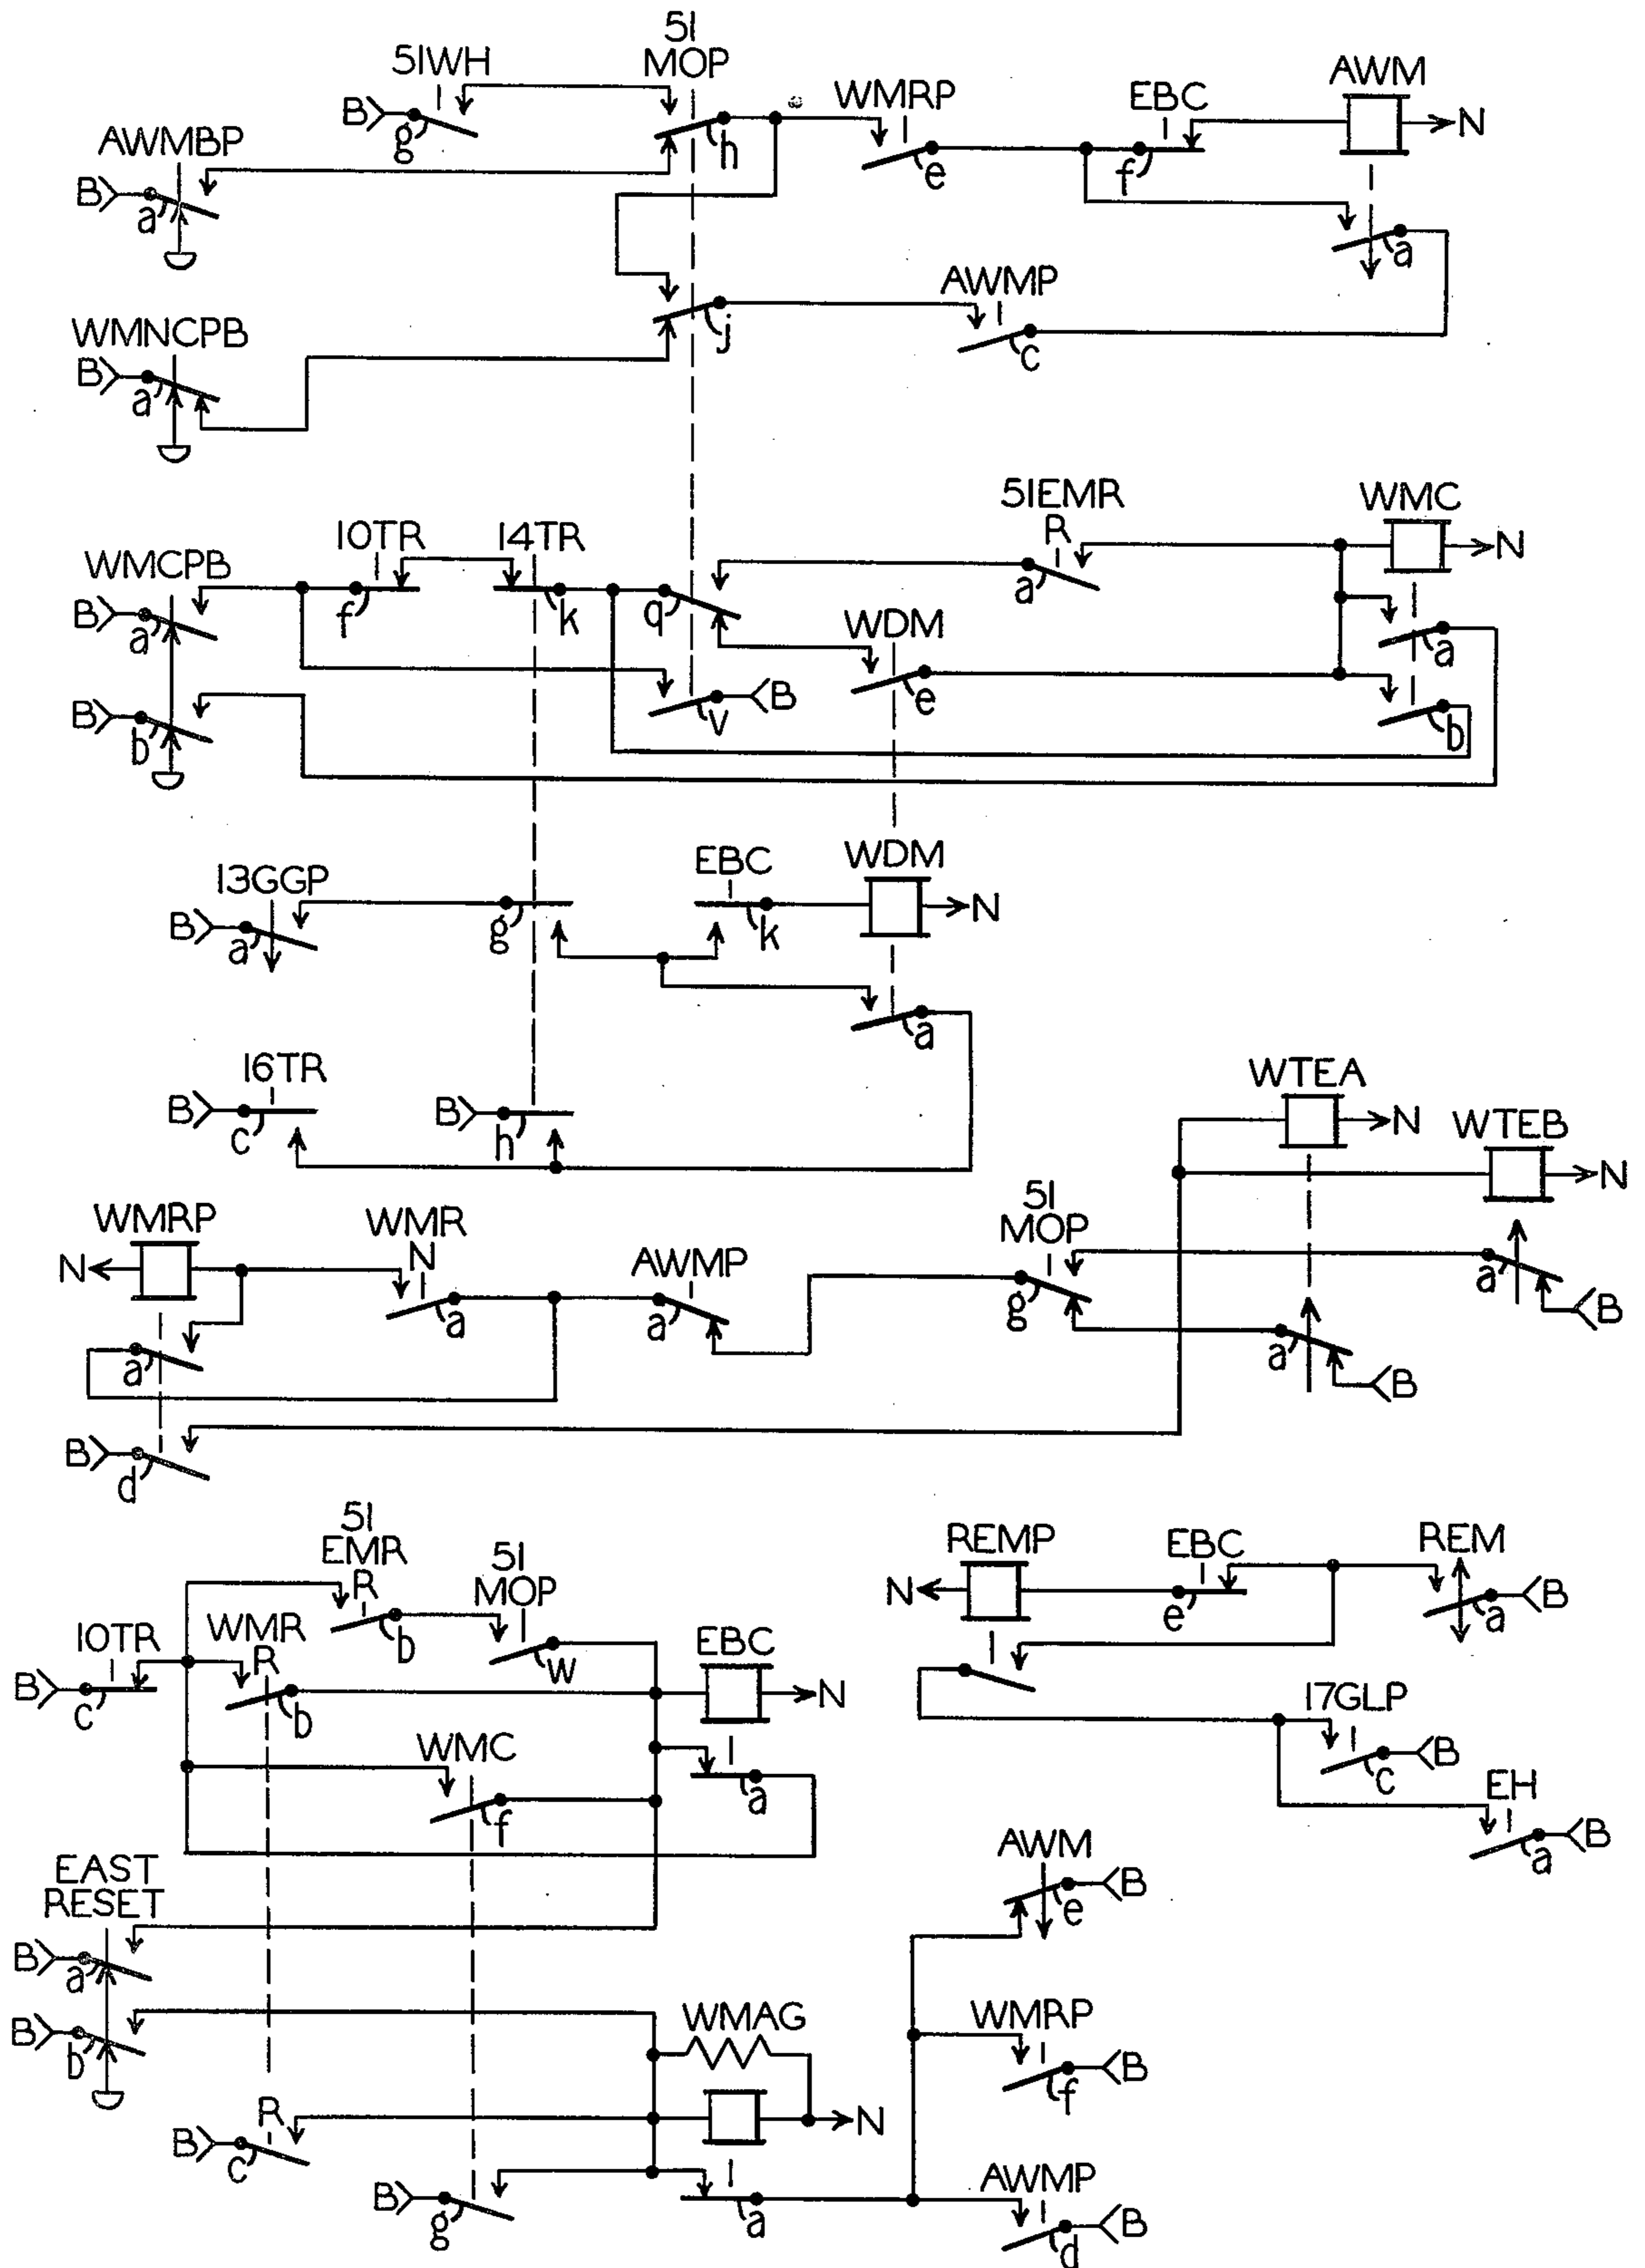 51
MOP
51WH
AWM
WMRP
EBC
B
g
h
N
AWMBP
B
a
e
f
a
AWMP
WMNCPB
j
B
a
c
51EMR
R
WMC
10TR
14TR
N
WMCPB
B
a
f
k
q
a
WDM
a
B
b
v
B
e
b
13GGP
EBC
WDM
B
a
g
k
N
a
16TR
WTEA
B
c
B
h
N
WTEB
N
51
MOP
WMRP
WMR
N
AWMP
N
a
a
g
a
B
a
a
B
B
d
51
EMR
R
51
MOP
REMP
EBC
REM
N
e
a
B
10TR
WMR
R
b
w
EBC
B
c
b
N
17GLP
WMC
c
B
a
f
EH
a
B
EAST
RESET
AWM
e
B
B
a
B
b
WMAG
WMRP
f
B
R
B
c
N
AWMP
B
g
a
d
B